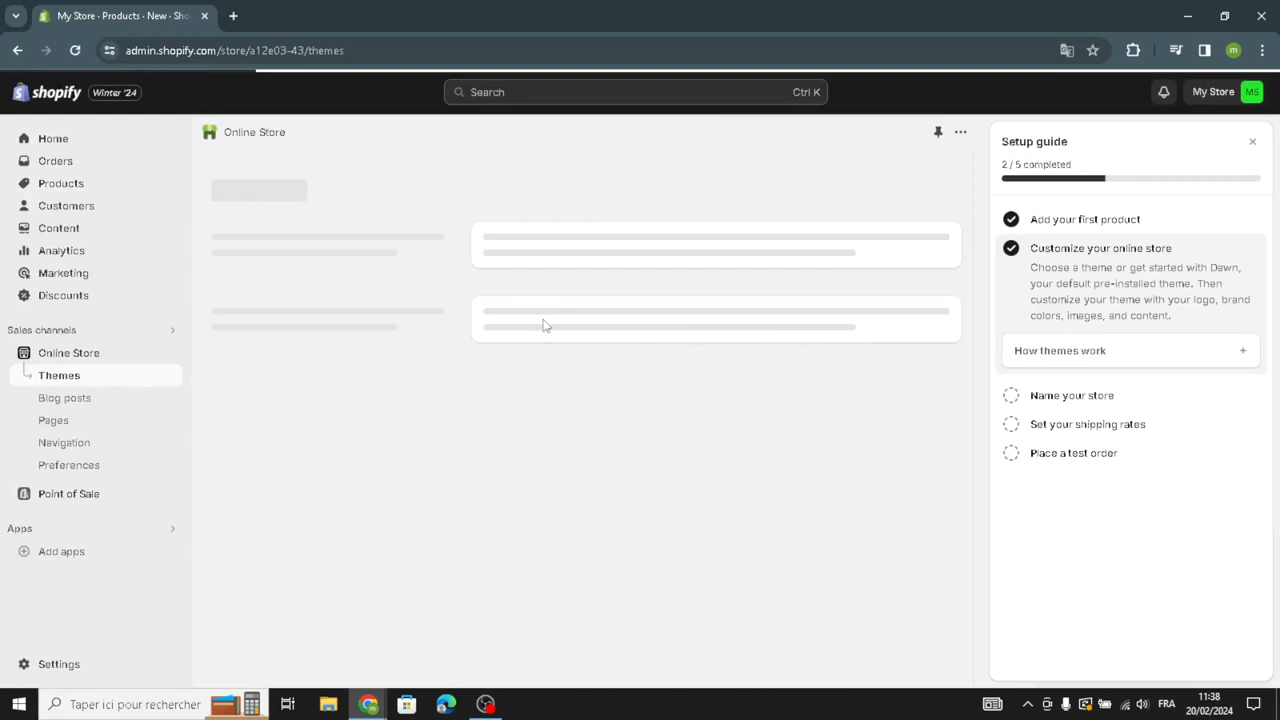 My Store · Products · New · Sho
admin.shopify.com/store/a12e03-43/themes
m
shopify
Winter '24
Search
Ctrl K
My Store
MS
Home
Orders
Products
Customers
Content
Analytics
Marketing
Discounts
Sales channels
Online Store
Themes
Blog posts
Pages
Navigation
Preferences
Point of Sale
Apps
Add apps
Settings
Online Store
Setup guide
2 / 5 completed
Add your first product
Customize your online store
Choose a theme or get started with Dawn,
your default pre-installed theme. Then
customize your theme with your logo, brand
colors, images, and content.
How themes work
Name your store
Set your shipping rates
Place a test order
Taper ici pour rechercher
FRA
11:38
20/02/2024